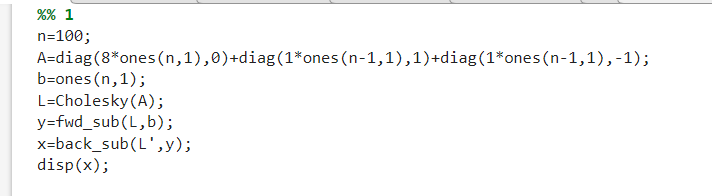 %% 1
n=100;
A=diag(8*ones(n,1),0)+diag(1*ones(n-1,1),1)+diag(1*ones(n-1,1),-1);
b=ones(n,1);
L=Cholesky(A);
y=fwd_sub(L,b);
x=back_sub(L',y);
disp(x);